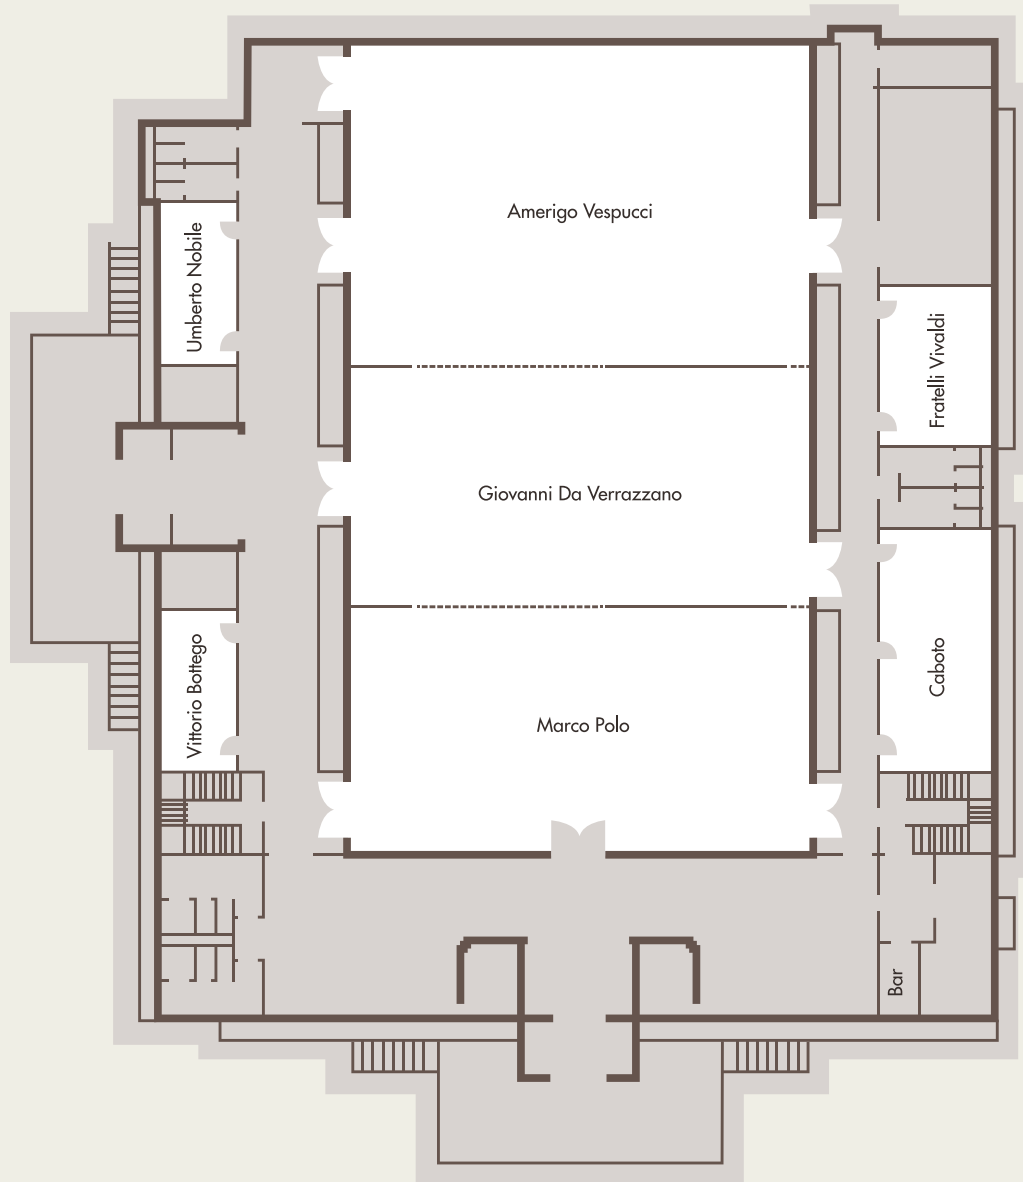 Amerigo Vespucci
Umberto Nobile
Fratelli Vivaldi
Giovanni Da Verrazzano
Vittorio Bottego
Caboto
Marco Polo
Bar